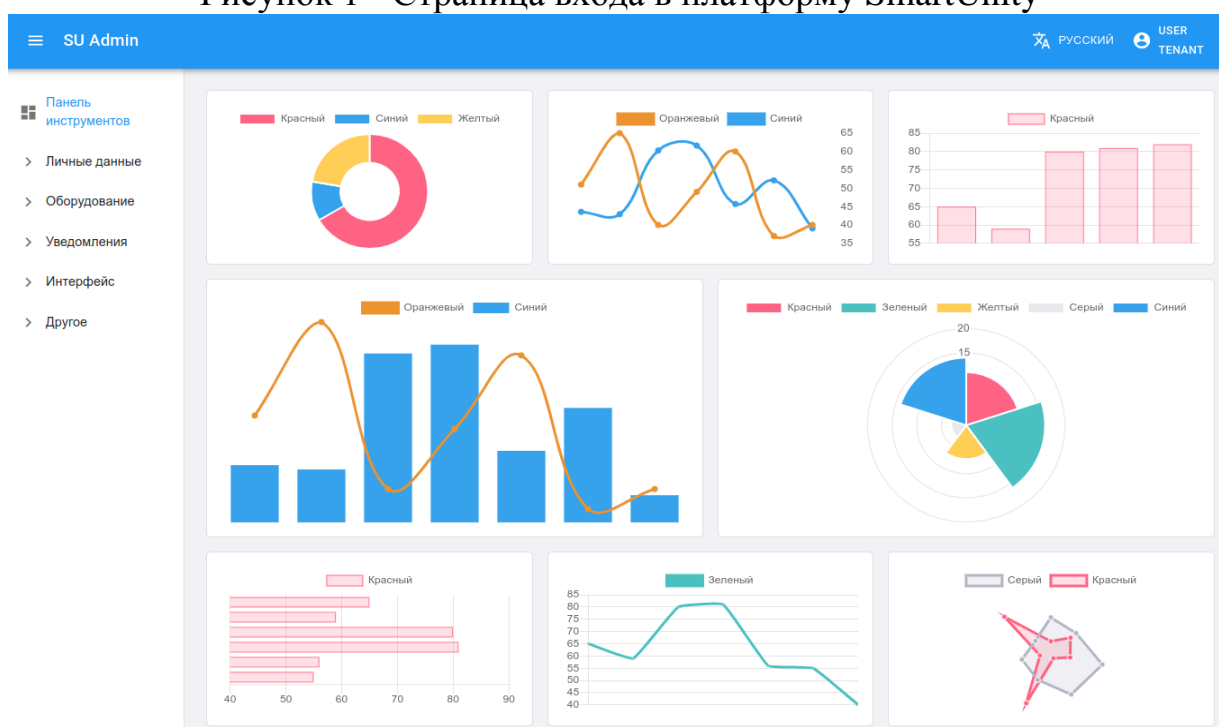 Рисунок 1 - Страница входа в платформу SmartUnity
SU Admin
РУССКИЙ
USER
TENANT
Панель
инструментов
Личные данные
Оборудование
Уведомления
Интерфейс
Другое
Красный Синий Желтый
Оранжевый Синий
65
60
55
50
45
40
35
Красный
85
80
75
70
65
60
55
Оранжевый Синий
Красный Зеленый Желтый Серый Синий
20
15
Красный
40 50 60 70 80 90
Зеленый
85
80
75
70
65
60
55
50
45
40
Серый Красный